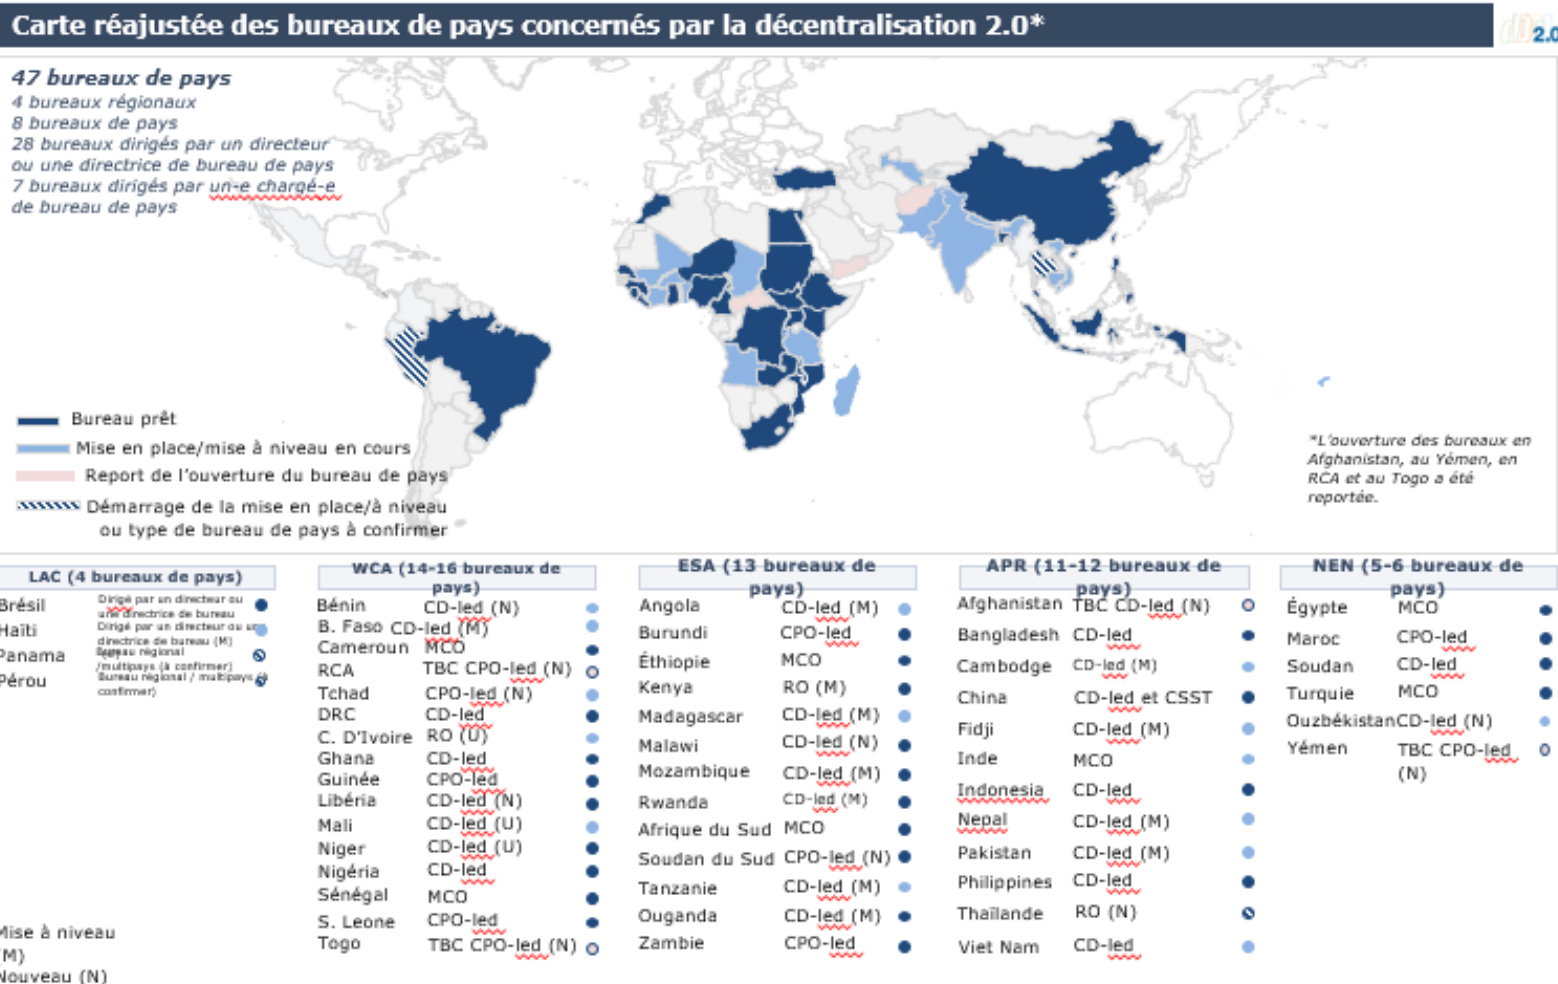 Carte réajustée des bureaux de pays concernés par la décentralisation 2.0*
2.0
47 bureaux de pays
4 bureaux régionaux
8 bureaux de pays
28 bureaux dirigés par un directeur
ou une directrice de bureau de pays
7 bureaux dirigés par un-e chargé-e
de bureau de pays
Bureau prêt
Mise en place/mise à niveau en cours
Report de l'ouverture du bureau de pays
Démarrage de la mise en place/à niveau
ou type de bureau de pays à confirmer
*L'ouverture des bureaux en
Afghanistan, au Yémen, en
RCA et au Togo a été
reportée.
LAC (4 bureaux de pays)
Brésil Dirigé par un directeur ou
une directrice de bureau
Haïti Dirigé par un directeur ou une
directrice de bureau (M)
Panama Bureau régional
/multipays (à confirmer)
Pérou Bureau régional / multipays (à
confirmer)
Mise à niveau
(M)
Nouveau (N)
WCA (14-16 bureaux de
pays)
Bénin CD-led (N)
B. Faso CD-led (M)
Cameroun MCO
RCA TBC CPO-led (N)
Tchad CPO-led (N)
DRC CD-led
C. D'Ivoire RO (U)
Ghana CD-led
Guinée CPO-led
Libéria CD-led (N)
Mali CD-led (U)
Niger CD-led (U)
Nigéria CD-led
Sénégal MCO
S. Leone CPO-led
Togo TBC CPO-led (N)
ESA (13 bureaux de
pays)
Angola CD-led (M)
Burundi CPO-led
Éthiopie MCO
Kenya RO (M)
Madagascar CD-led (M)
Malawi CD-led (N)
Mozambique CD-led (M)
Rwanda CD-led (M)
Afrique du Sud MCO
Soudan du Sud CPO-led (N)
Tanzanie CD-led (M)
Ouganda CD-led (M)
Zambie CPO-led
APR (11-12 bureaux de
pays)
Afghanistan TBC CD-led (N)
Bangladesh CD-led
Cambodge CD-led (M)
China CD-led et CSST
Fidji CD-led (M)
Inde MCO
Indonesia CD-led
Nepal CD-led (M)
Pakistan CD-led (M)
Philippines CD-led
Thaïlande RO (N)
Viet Nam CD-led
NEN (5-6 bureaux de
pays)
Égypte MCO
Maroc CPO-led
Soudan CD-led
Turquie MCO
Ouzbékistan CD-led (N)
Yémen TBC CPO-led
(N)